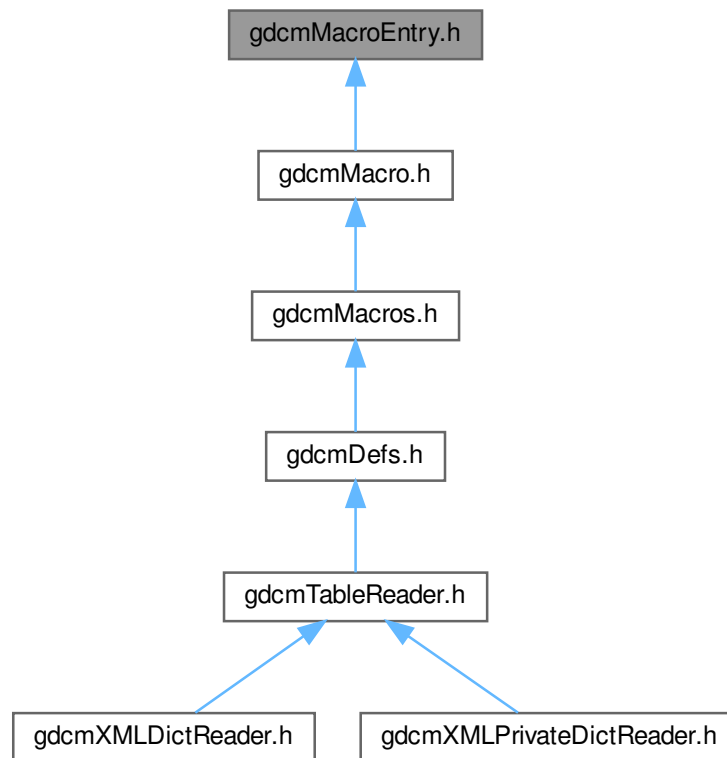 gdcmMacroEntry.h
gdcmMacro.h
gdcmMacros.h
gdcmDefs.h
gdcmTableReader.h
gdcmXMLDictReader.h
gdcmXMLPrivateDictReader.h